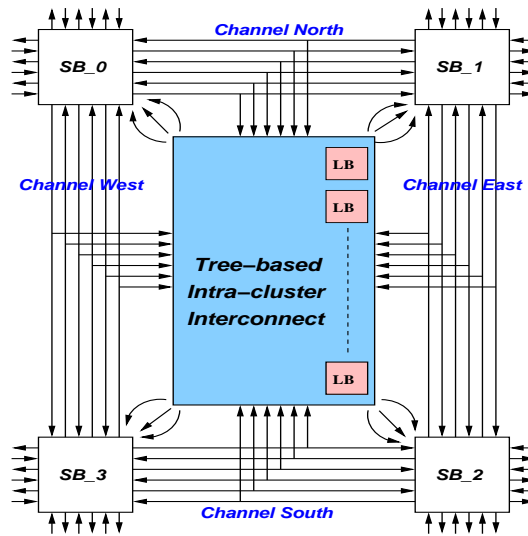 Channel North
SB_0
SB_1
LB
Channel West
Channel East
LB
Tree-based
Intra-cluster
Interconnect
LB
SB_3
SB_2
Channel South